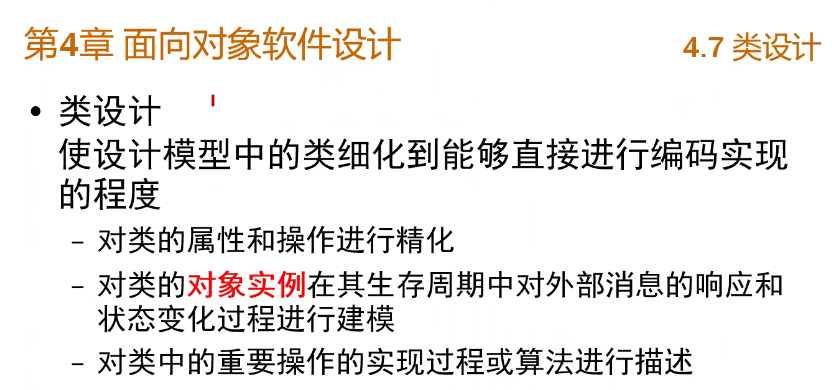 第4章 面向对象软件设计
4.7 类设计
• 类设计
使设计模型中的类细化到能够直接进行编码实现
的程度
– 对类的属性和操作进行精化
– 对类的对象实例在其生存周期中对外部消息的响应和
状态变化过程进行建模
– 对类中的重要操作的实现过程或算法进行描述